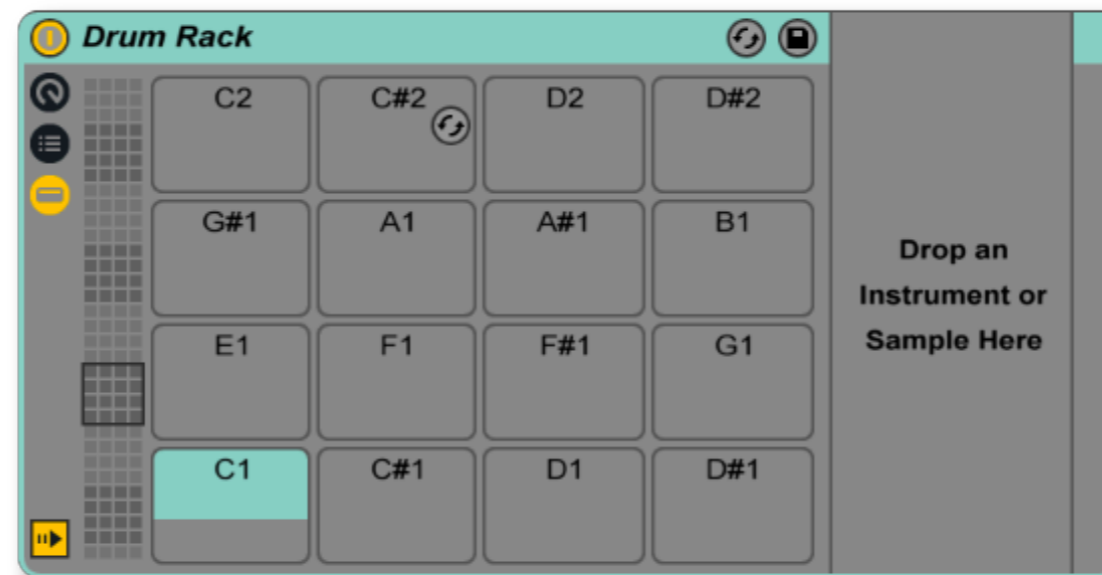 Drum Rack
C2 C#2 D2 D#2
G#1 A1 A#1 B1
E1 F1 F#1 G1
C1 C#1 D1 D#1
Drop an
Instrument or
Sample Here